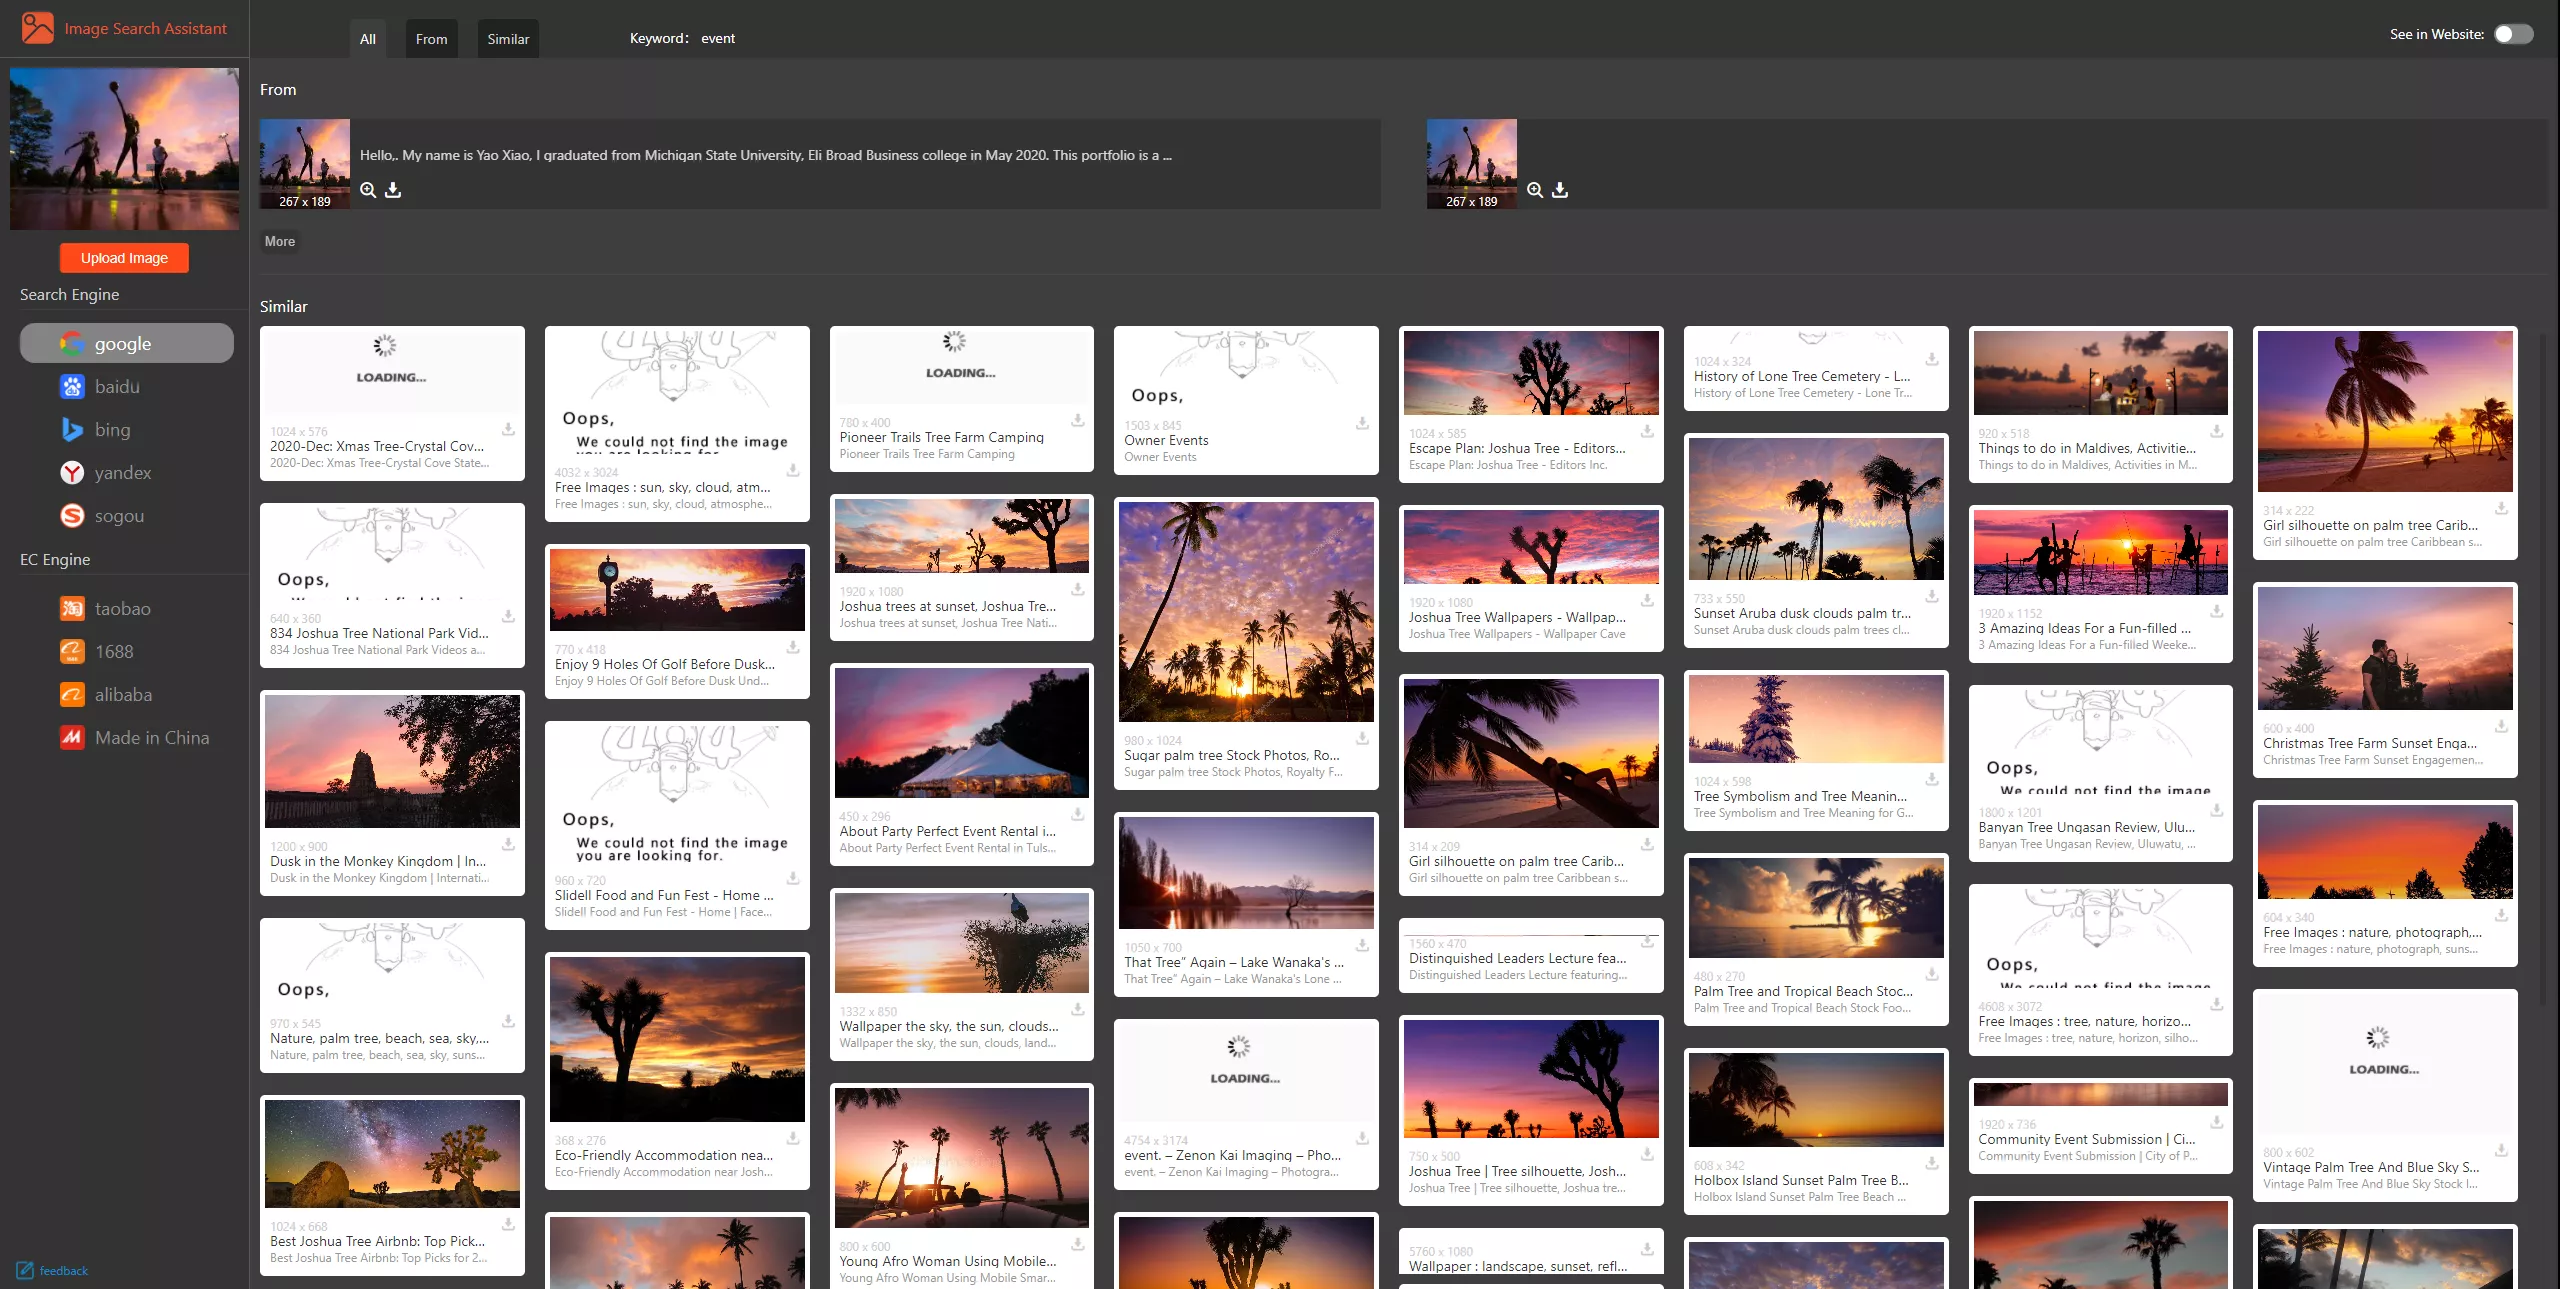 Image Search Assistant
All
From
Similar
Keyword: event
See in Website:
From
Hello,. My name is Yao Xiao, I graduated from Michigan State University, Eli Broad Business college in May 2020. This portfolio is a ...
267 x 189
267 x 189
More
Upload Image
Search Engine
google
baidu
bing
yandex
sogou
EC Engine
taobao
1688
alibaba
Made in China
feedback
Similar
LOADING...
1024 x 576
2020-Dec: Xmas Tree-Crystal Cov...
2020-Dec: Xmas Tree-Crystal Cove State...
Oops,
640 x 360
834 Joshua Tree National Park Vid...
834 Joshua Tree National Park Videos a...
1200 x 900
Dusk in the Monkey Kingdom | In...
Dusk in the Monkey Kingdom | Internati...
Oops,
970 x 545
Nature, palm tree, beach, sea, sky,...
Nature, palm tree, beach, sea, sky, suns...
1024 x 668
Best Joshua Tree Airbnb: Top Pick...
Best Joshua Tree Airbnb: Top Picks for 2...
Oops,
We could not find the image
you are looking for.
4032 x 3024
Free Images : sun, sky, cloud, atm...
Free Images : sun, sky, cloud, atmosphe...
770 x 418
Enjoy 9 Holes Of Golf Before Dusk...
Enjoy 9 Holes Of Golf Before Dusk Und...
Oops,
We could not find the image
you are looking for.
960 x 720
Slidell Food and Fun Fest - Home ...
Slidell Food and Fun Fest - Home | Face...
368 x 276
Eco-Friendly Accommodation nea...
Eco-Friendly Accommodation near Josh...
LOADING...
780 x 400
Pioneer Trails Tree Farm Camping
Pioneer Trails Tree Farm Camping
1920 x 1080
Joshua trees at sunset, Joshua Tre...
Joshua trees at sunset, Joshua Tree Nati...
450 x 296
About Party Perfect Event Rental i...
About Party Perfect Event Rental in Tuls...
1332 x 850
Wallpaper the sky, the sun, clouds...
Wallpaper the sky, the sun, clouds, land...
800 x 600
Young Afro Woman Using Mobile...
Young Afro Woman Using Mobile Smar...
Oops,
1503 x 845
Owner Events
Owner Events
980 x 1024
Sugar palm tree Stock Photos, Ro...
Sugar palm tree Stock Photos, Royalty F...
1050 x 700
That Tree” Again – Lake Wanaka's ...
That Tree” Again – Lake Wanaka's Lone ...
LOADING...
4754 x 3174
event. – Zenon Kai Imaging – Pho...
event. – Zenon Kai Imaging – Photogra...
1024 x 585
Escape Plan: Joshua Tree - Editors...
Escape Plan: Joshua Tree - Editors Inc.
1920 x 1080
Joshua Tree Wallpapers - Wallpap...
Joshua Tree Wallpapers - Wallpaper Cave
314 x 209
Girl silhouette on palm tree Carib...
Girl silhouette on palm tree Caribbean s...
1560 x 470
Distinguished Leaders Lecture fea...
Distinguished Leaders Lecture featuring...
750 x 500
Joshua Tree | Tree silhouette, Josh...
Joshua Tree | Tree silhouette, Joshua tre...
5760 x 1080
Wallpaper : landscape, sunset, refl...
1024 x 324
History of Lone Tree Cemetery - L...
History of Lone Tree Cemetery - Lone Tr...
733 x 550
Sunset Aruba dusk clouds palm tr...
Sunset Aruba dusk clouds palm trees cl...
1024 x 598
Tree Symbolism and Tree Meanin...
Tree Symbolism and Tree Meaning for G...
480 x 270
Palm Tree and Tropical Beach Stoc...
Palm Tree and Tropical Beach Stock Foo...
608 x 342
Holbox Island Sunset Palm Tree B...
Holbox Island Sunset Palm Tree Beach ...
920 x 518
Things to do in Maldives, Activitie...
Things to do in Maldives, Activities in M...
1920 x 1152
3 Amazing Ideas For a Fun-filled ...
3 Amazing Ideas For a Fun-filled Weeke...
Oops,
We could not find the image
1800 x 1201
Banyan Tree Ungasan Review, Ulu...
Banyan Tree Ungasan Review, Uluwatu, ...
Oops,
We could not find the image
4608 x 3072
Free Images : tree, nature, horizo...
Free Images : tree, nature, horizon, silho...
1920 x 736
Community Event Submission | Ci...
Community Event Submission | City of P...
314 x 222
Girl silhouette on palm tree Carib...
Girl silhouette on palm tree Caribbean s...
600 x 400
Christmas Tree Farm Sunset Enga...
Christmas Tree Farm Sunset Engagemen...
604 x 340
Free Images : nature, photograph,...
Free Images : nature, photograph, suns...
LOADING...
800 x 602
Vintage Palm Tree And Blue Sky S...
Vintage Palm Tree And Blue Sky Stock I...